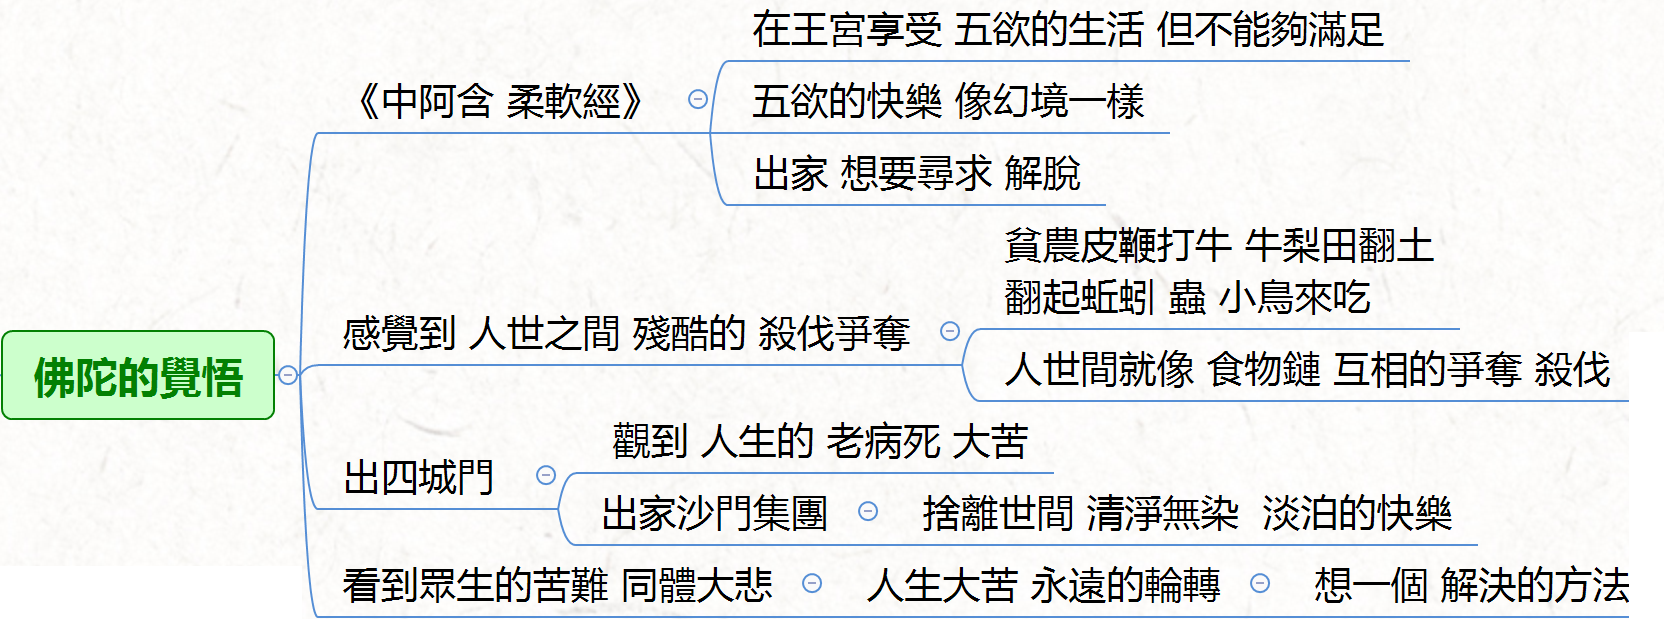 在王宮享受 五欲的生活 但不能夠滿足
《中阿含 柔軟經》
五欲的快樂 像幻境一樣
出家 想要尋求 解脫
貧農皮鞭打牛 牛梨田翻土
翻起蚯蚓 蟲 小鳥來吃
感覺到 人世之間 殘酷的 殺伐爭奪
人世間就像 食物鏈 互相的爭奪 殺伐
佛陀的覺悟
觀到 人生的 老病死 大苦
出四城門
出家沙門集團
捨離世間 清淨無染 淡泊的快樂
看到眾生的苦難 同體大悲
人生大苦 永遠的輪轉
想一個 解決的方法